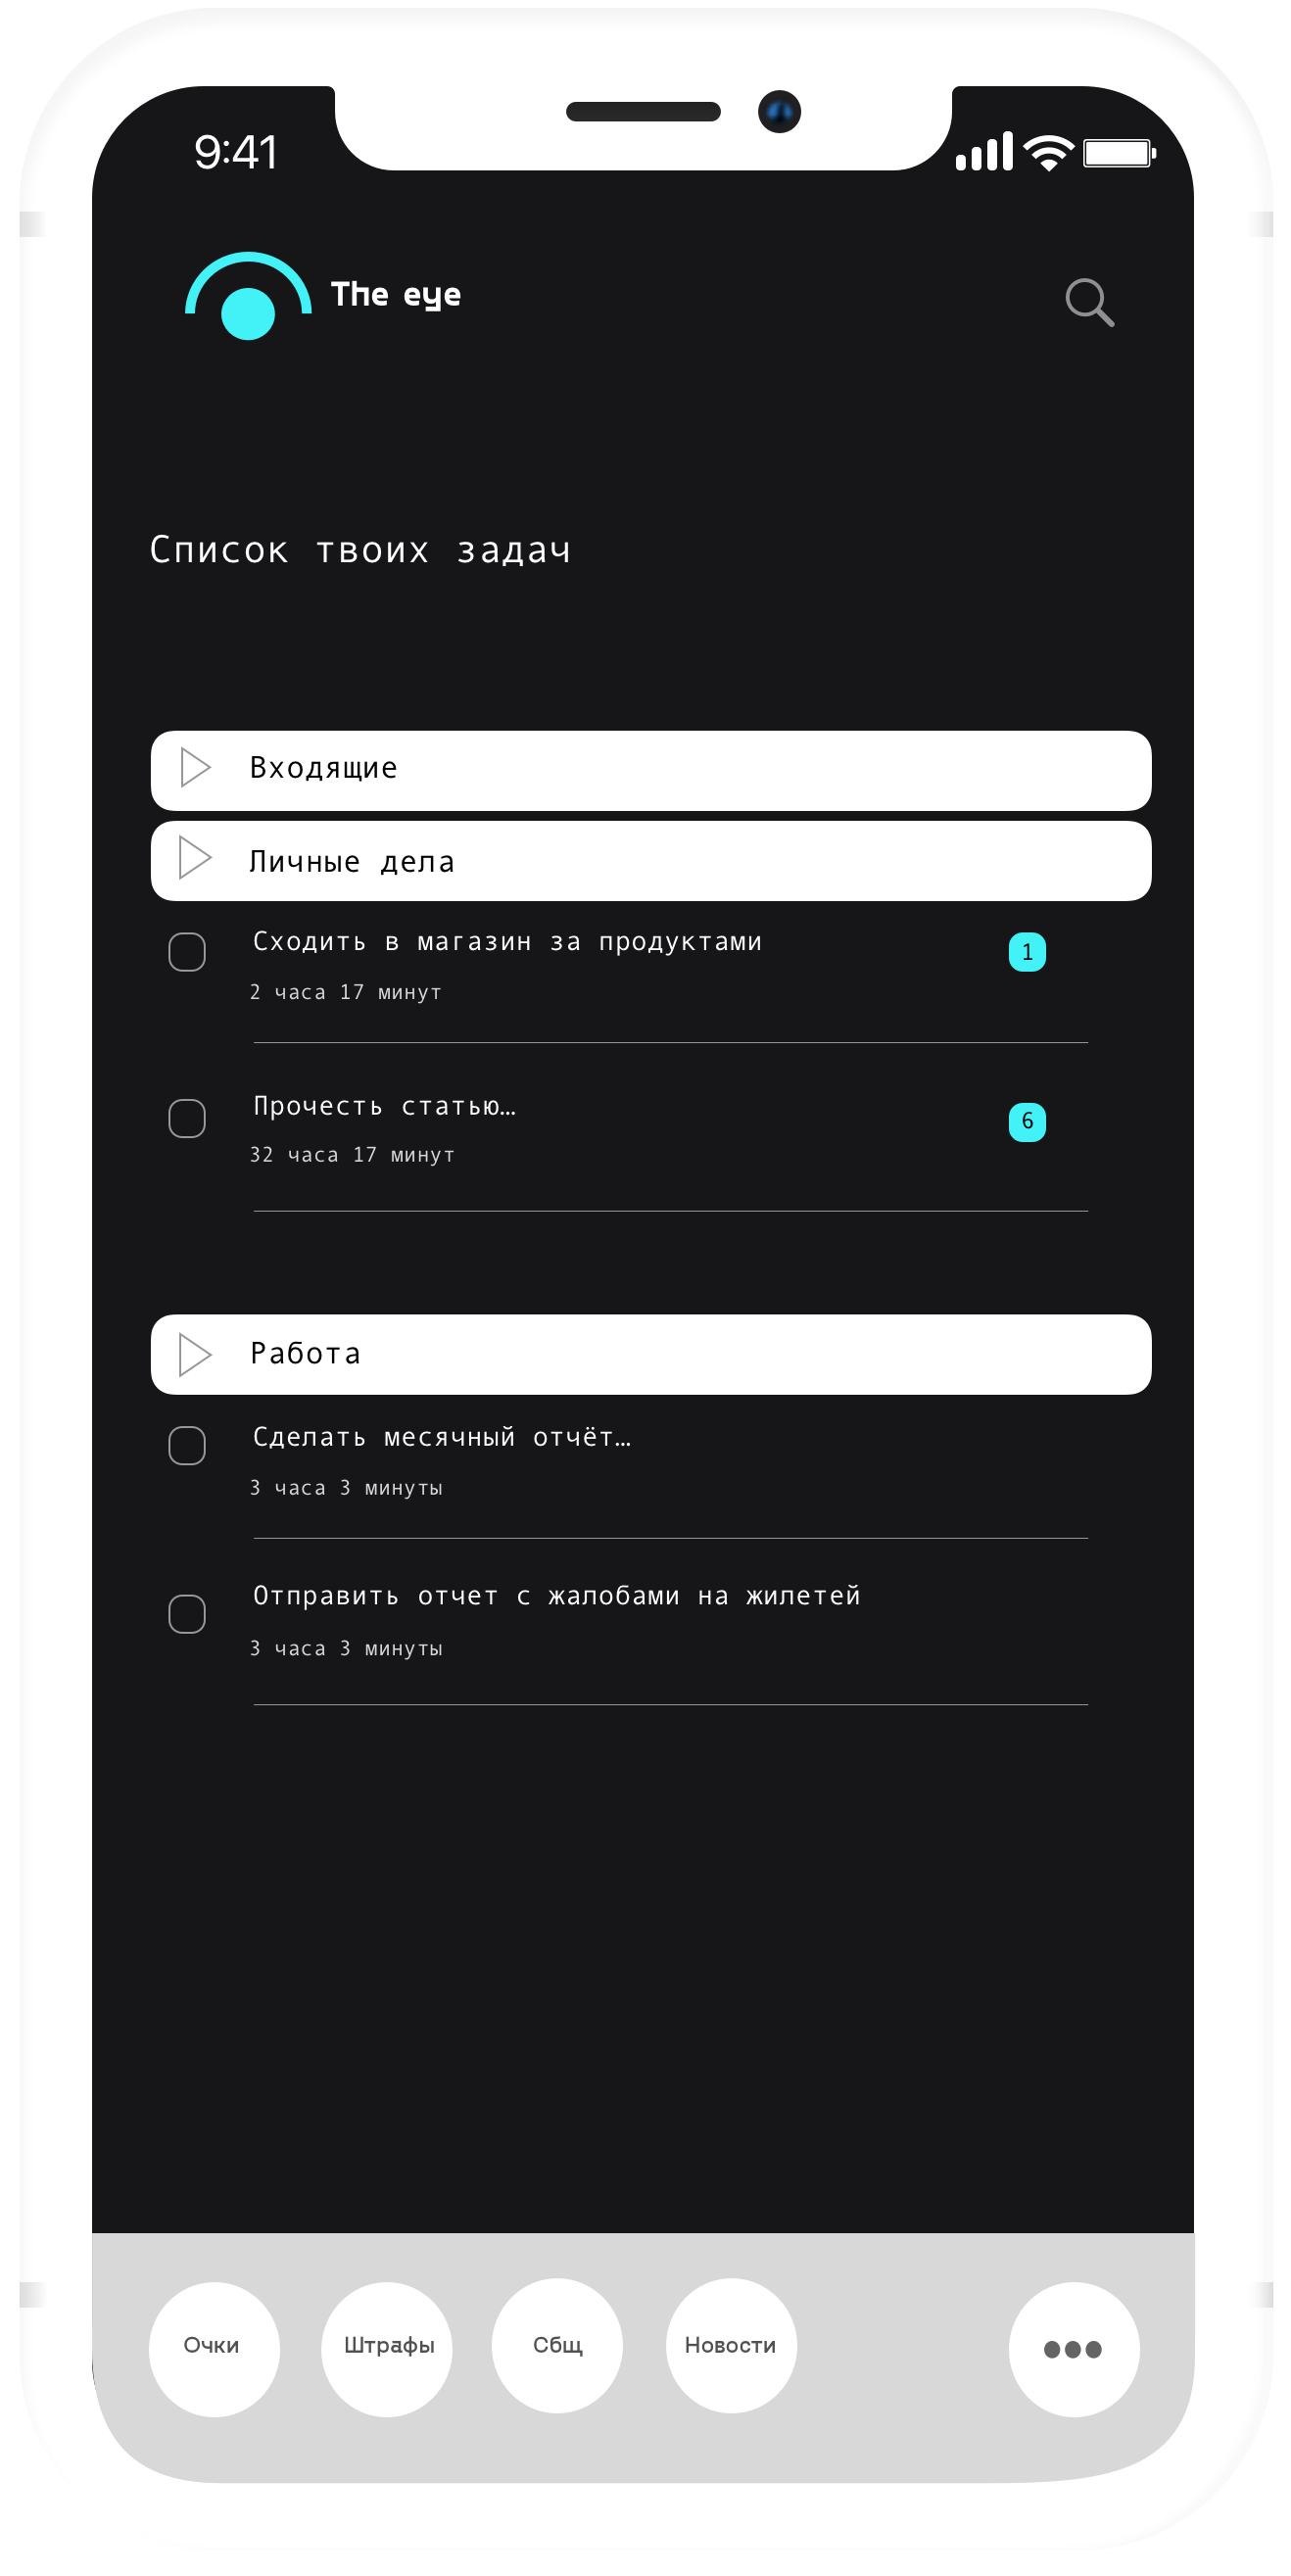 9:41
The eye
Список твоих задач
Входящие
Личные дела
Сходить в магазин за продуктами
1
2 часа 17 минут
Прочесть статью…
6
32 часа 17 минут
Работа
Сделать месячный отчёт…
3 часа 3 минуты
Отправить отчет с жалобами на жилетей
3 часа 3 минуты
Очки
Штрафы
Сбщ
Новости